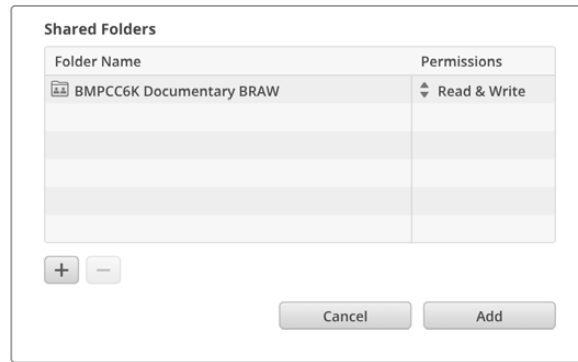 Shared Folders
Folder Name Permissions
BMPCC6K Documentary BRAW Read & Write
+ −
Cancel Add